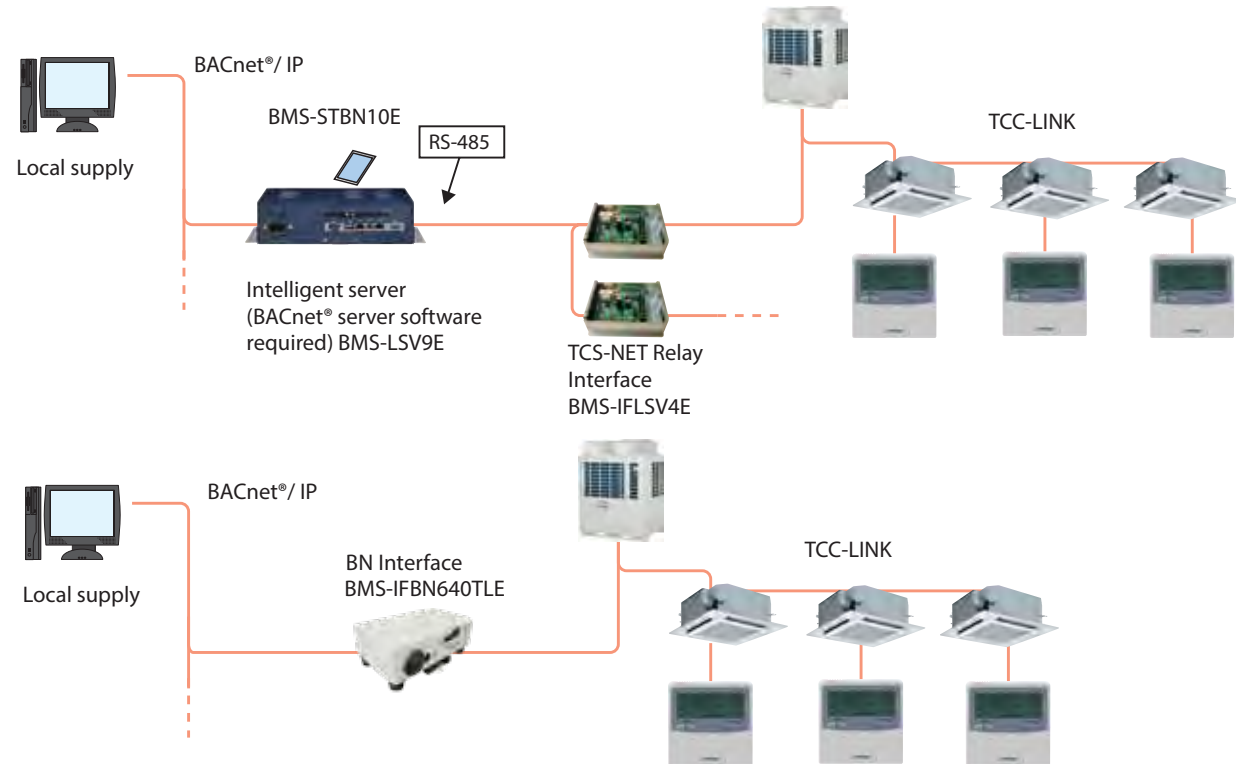 BACnet®/ IP
BMS-STBN10E
RS-485
TCC-LINK
Local supply
Intelligent server
(BACnet® server software
required) BMS-LSV9E
TCS-NET Relay
Interface
BMS-IFLSV4E
BACnet®/ IP
BN Interface
BMS-IFBN640TLE
TCC-LINK
Local supply